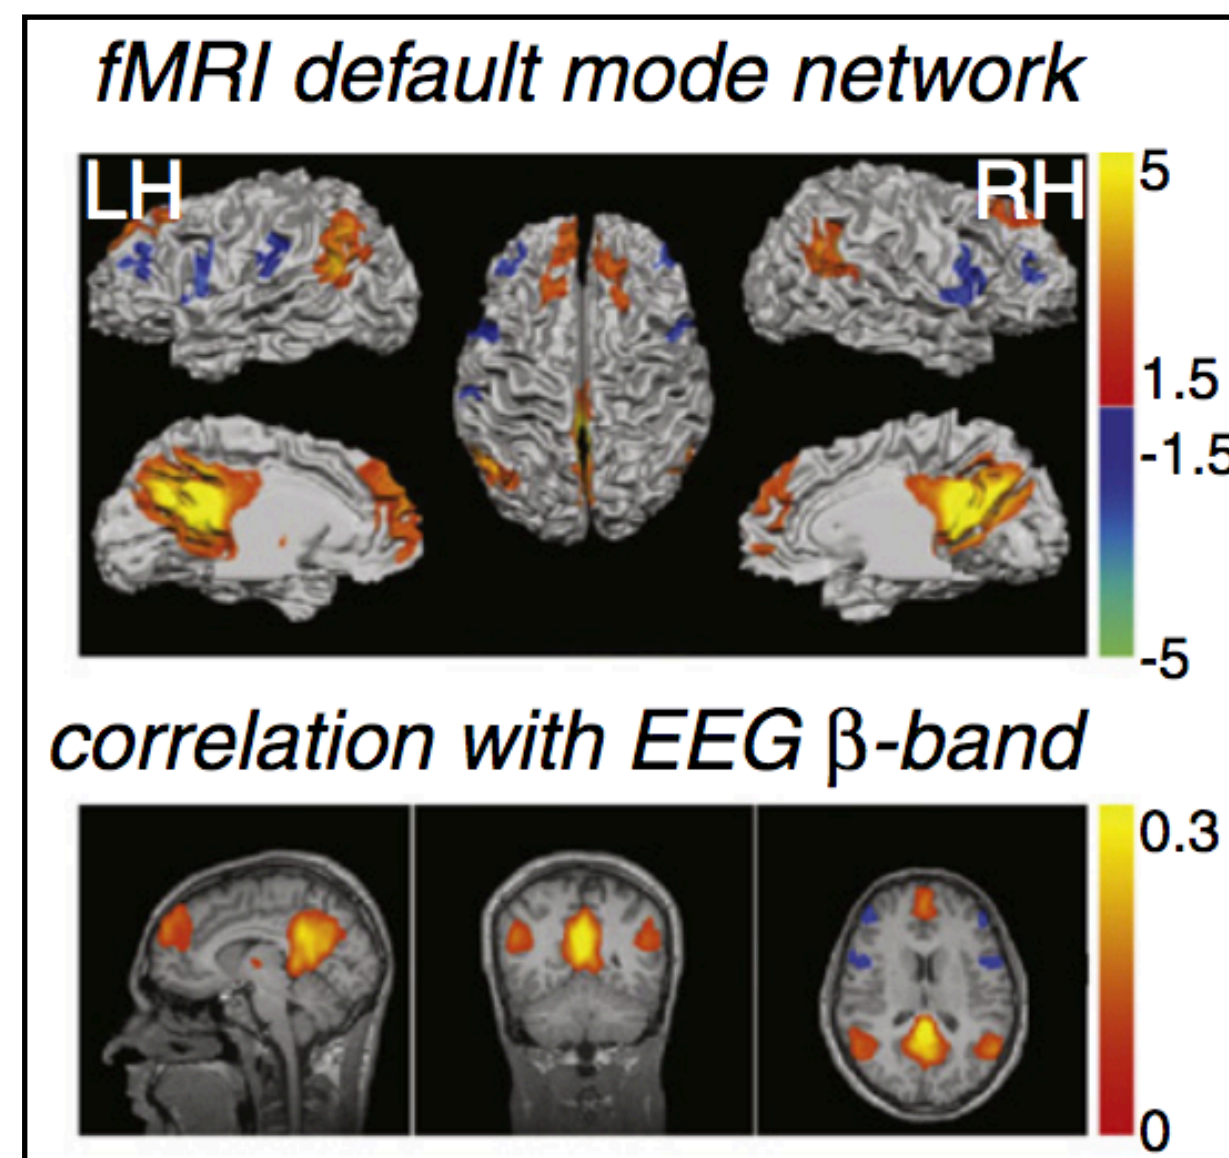 fMRI default mode network
LH
RH
5
1.5
-1.5
-5
correlation with EEG β-band
0.3
0